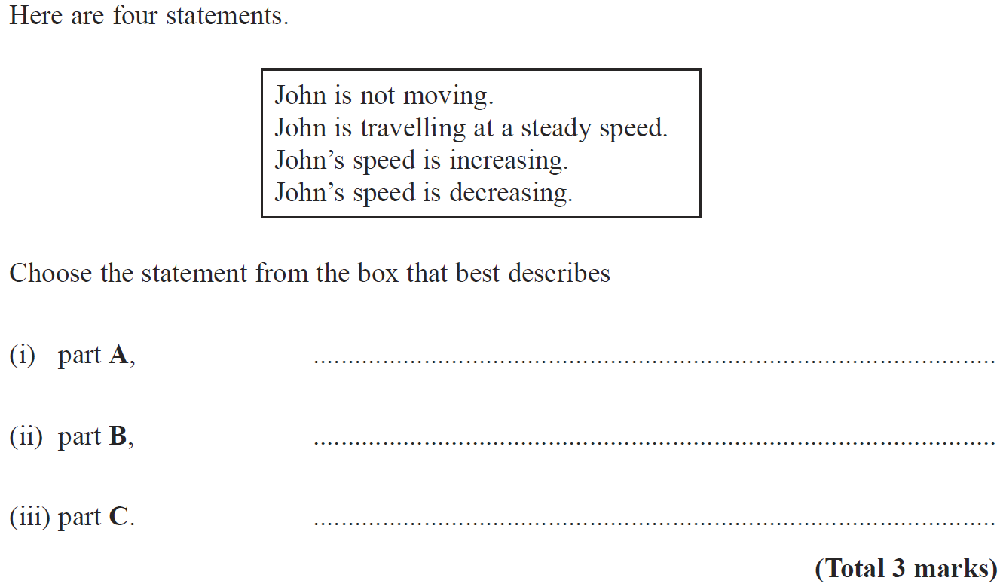 Here are four statements.
John is not moving.
John is travelling at a steady speed.
John’s speed is increasing.
John’s speed is decreasing.
Choose the statement from the box that best describes
(i) part A, ....................................................................................................
(ii) part B, ....................................................................................................
(iii) part C. ....................................................................................................
(Total 3 marks)